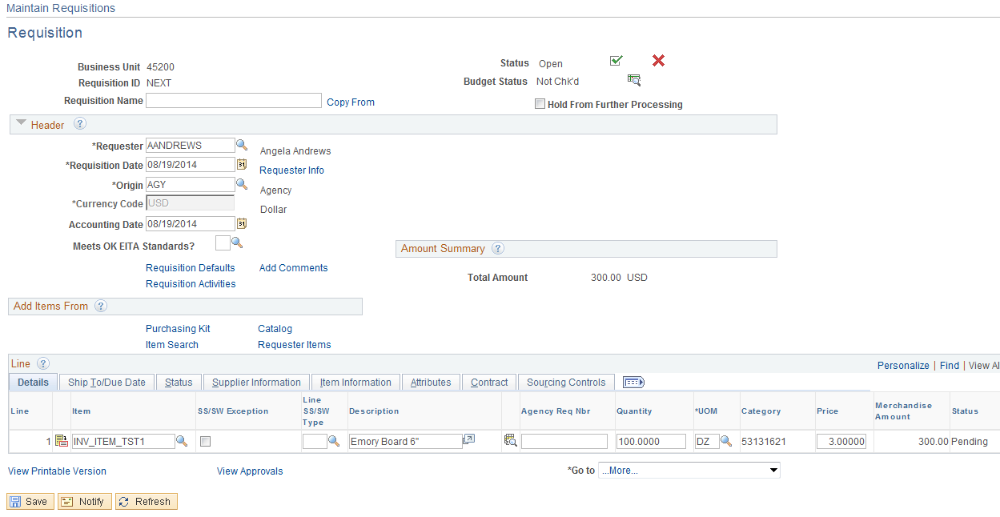 Maintain Requisitions
Requisition
Business Unit 45200
Status Open
Requisition ID NEXT
Budget Status Not Chk'd
Requisition Name Copy From
Hold From Further Processing
Header ?
*Requester AANDREWS Angela Andrews
*Requisition Date 08/19/2014 31 Requester Info
*Origin AGY Agency
*Currency Code USD Dollar
Accounting Date 08/19/2014 31
Meets OK EITA Standards?
Amount Summary ?
Requisition Defaults Add Comments
Total Amount 300.00 USD
Requisition Activities
Add Items From ?
Purchasing Kit Catalog
Item Search Requester Items
Line ? Personalize | Find | View Al
Details Ship To/Due Date Status Supplier Information Item Information Attributes Contract Sourcing Controls
Line Item SS/SW Exception Line SS/SW Type Description Agency Req Nbr Quantity *UOM Category Price Merchandise Amount Status
1 INV_ITEM_TST1 Emory Board 6" 100.0000 DZ 53131621 3.00000 300.00 Pending
View Printable Version View Approvals *Go to ...More...
Save Notify Refresh